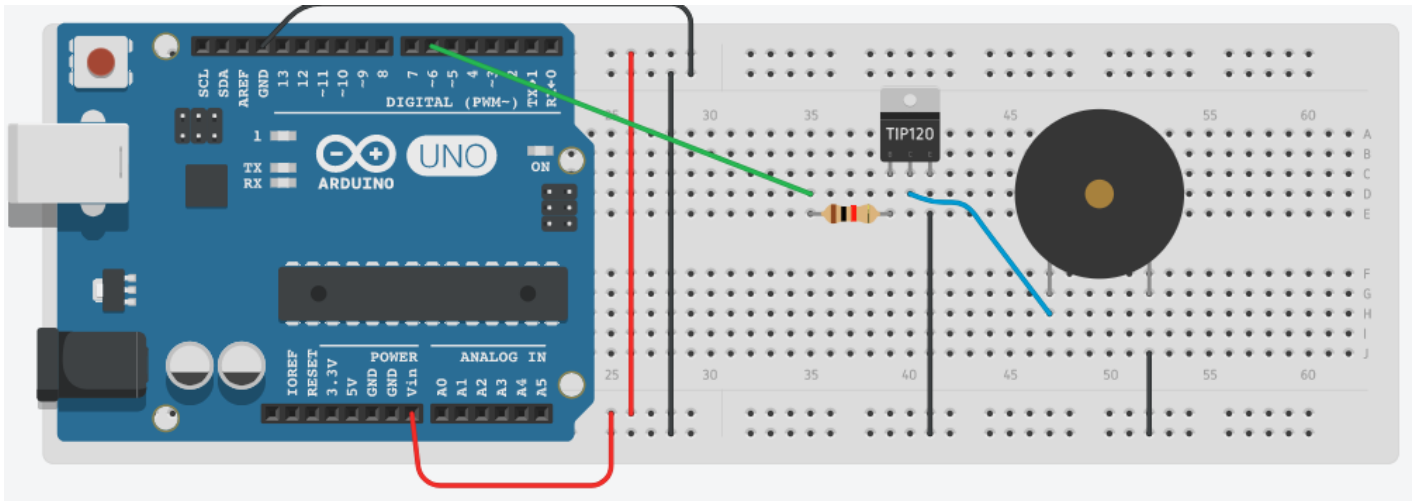 SCL
SDA
AREF
GND
13
12
~11
~10
~9
8
7
~6
~5
4
~3
2
TX→1
RX←0
DIGITAL (PWM~)
1
TX
RX
ARDUINO
UNO
ON
IOREF
RESET
3.3V
5V
GND
GND
Vin
POWER
ANALOG IN
A0
A1
A2
A3
A4
A5
25 30 35 45 55 60
A
B
C
D
E
TIP120
B C E
F
G
H
I
J
25 30 35 40 45 50 55 60